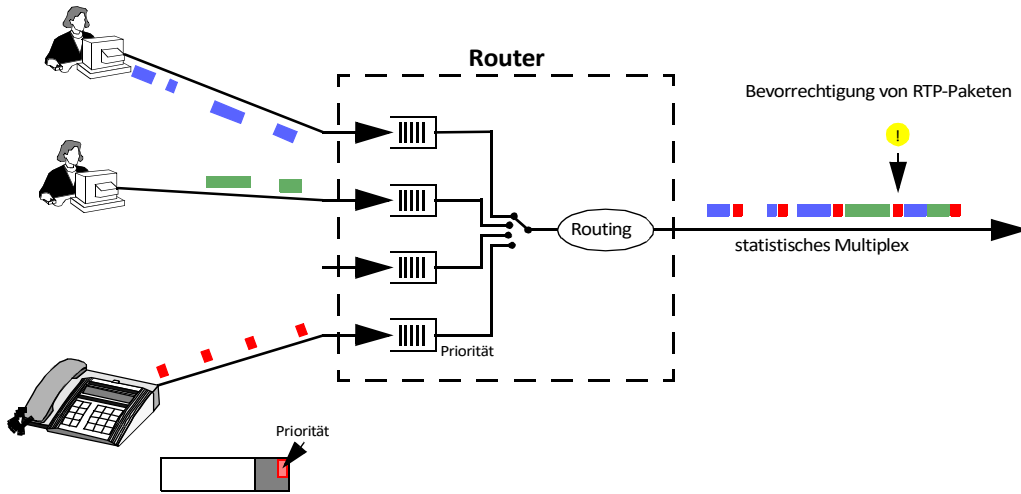 Router
Bevorrechtigung von RTP-Paketen
!
Routing
statistisches Multiplex
Priorität
Priorität